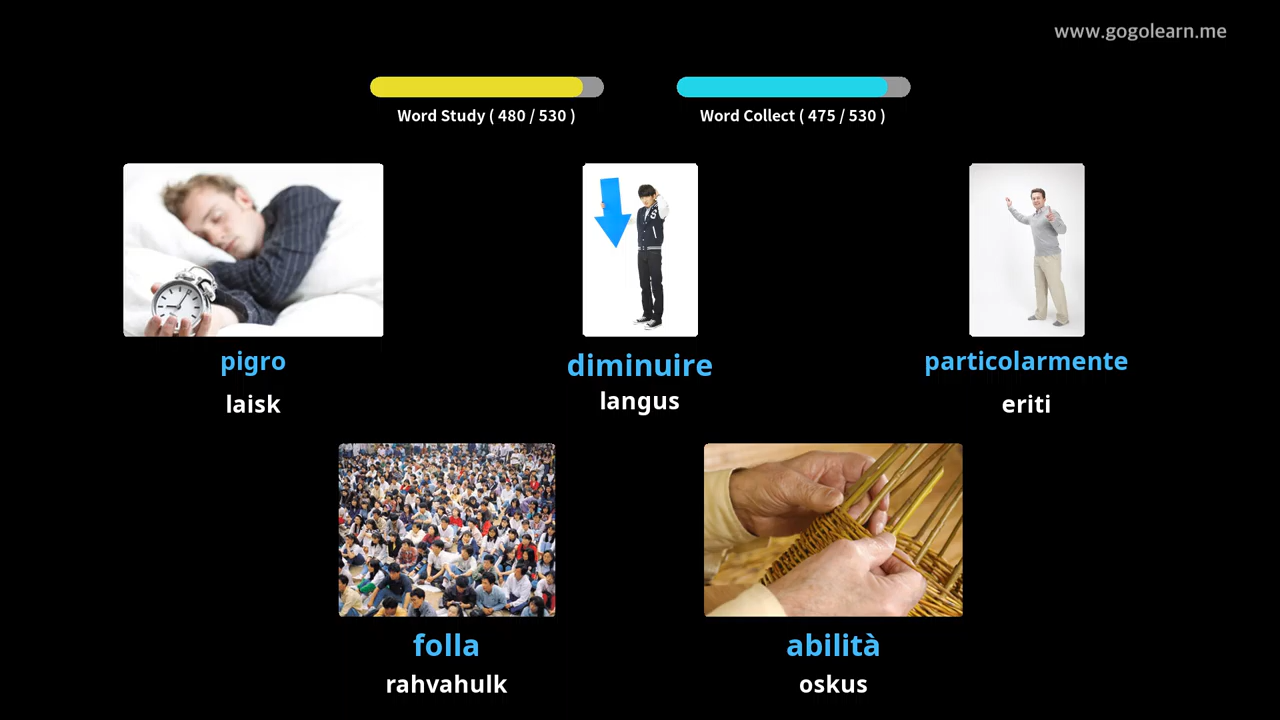 www.gogolearn.me
Word Study ( 480 / 530 )
Word Collect ( 475 / 530 )
pigro
laisk
diminuire
langus
particolarmente
eriti
folla
rahvahulk
abilità
oskus